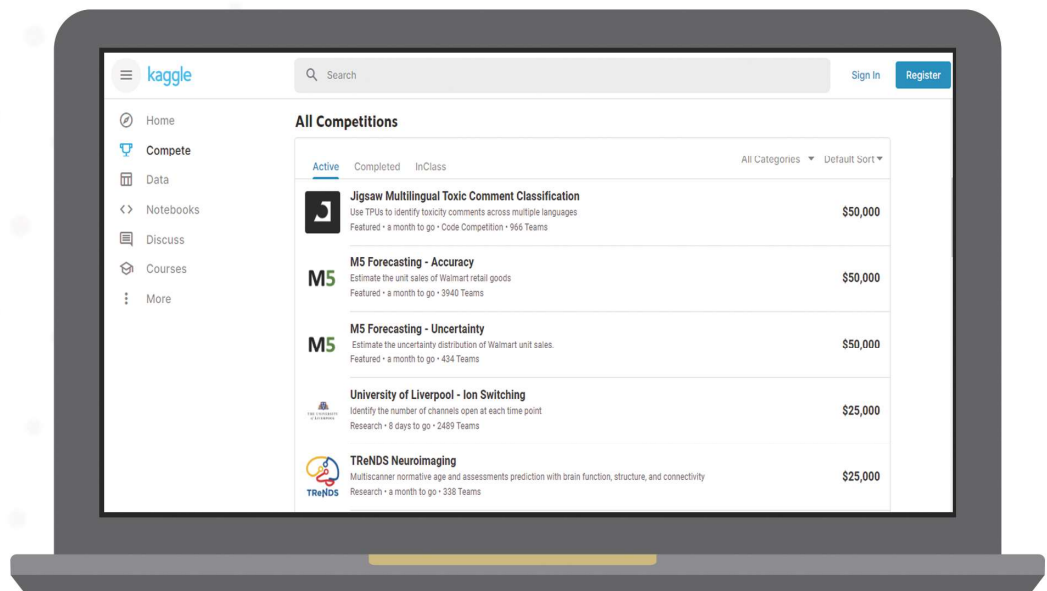 kaggle
Search
Sign In
Register
Home
Compete
Data
Notebooks
Discuss
Courses
More
All Competitions
Active Completed InClass
All Categories Default Sort
Jigsaw Multilingual Toxic Comment Classification
Use TPUs to identify toxicity comments across multiple languages
Featured • a month to go • Code Competition • 966 Teams
$50,000
M5
M5 Forecasting - Accuracy
Estimate the unit sales of Walmart retail goods
Featured • a month to go • 3940 Teams
$50,000
M5
M5 Forecasting - Uncertainty
Estimate the uncertainty distribution of Walmart unit sales.
Featured • a month to go • 434 Teams
$50,000
THE UNIVERSITY
of LIVERPOOL
University of Liverpool - Ion Switching
Identify the number of channels open at each time point
Research • 8 days to go • 2489 Teams
$25,000
TReNDS
TReNDS Neuroimaging
Multiscanner normative age and assessments prediction with brain function, structure, and connectivity
Research • a month to go • 338 Teams
$25,000